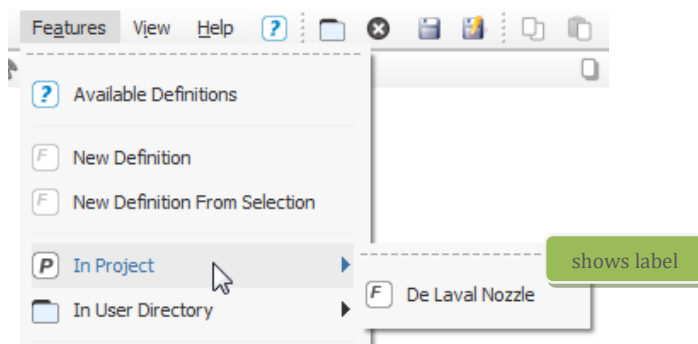 Features View Help ?
? Available Definitions
F New Definition
F New Definition From Selection
P In Project
shows label
F De Laval Nozzle
In User Directory